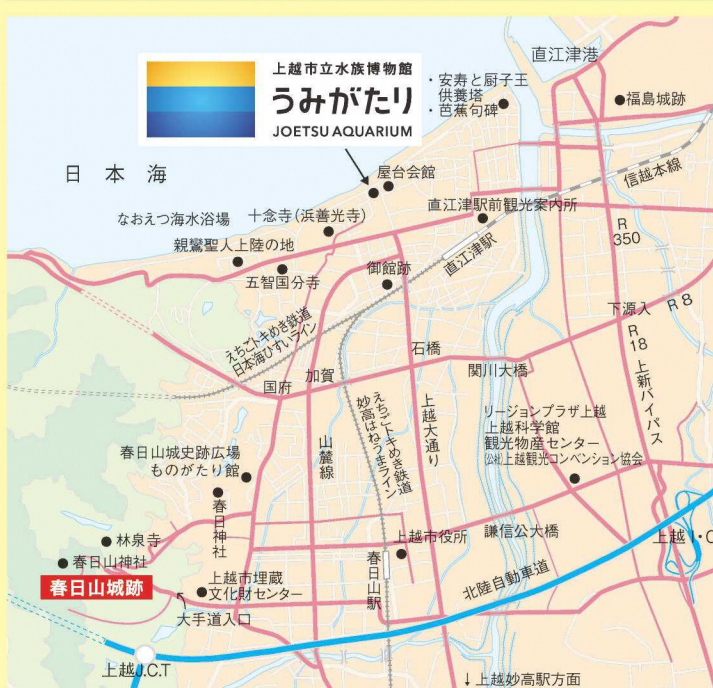 上越市立水族博物館
うみがたり
JOETSU AQUARIUM
直江津港
・安寿と厨子王
供養塔
・芭蕉句碑
福島城跡
日本海
屋台会館
信越本線
なおえつ海水浴場
十念寺(浜善光寺)
直江津駅前観光案内所
親鸞聖人上陸の地
R
350
五智国分寺
御館跡
直江津駅
下源入
R 8
えちごトキめき鉄道
日本海ひすいライン
R
18
上新バイパス
石橋
関川大橋
国府
加賀
リージョンプラザ上越
上越科学館
観光物産センター
(公社)上越観光コンベンション協会
えちごトキめき鉄道
妙高はねうまライン
上越大通り
山麓線
春日山城史跡広場
ものがたり館
春日神社
林泉寺
春日山神社
春日山城跡
上越市役所
謙信公大橋
上越I・C
春日山駅
北陸自動車道
上越市埋蔵
文化財センター
大手道入口
上越J.C.T
↓上越妙高駅方面